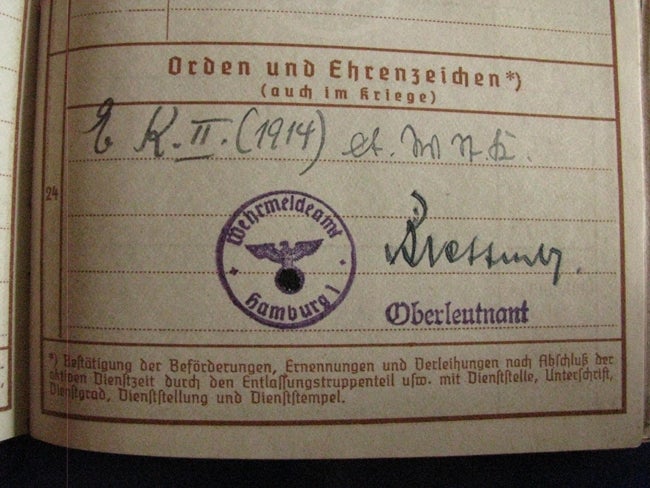 Orden und Ehrenzeichen*)
(auch im Kriege)
E. K. II. (1914)
24
Wehrmeldeamt
Hamburg 1
Oberleutnant
*) Bestätigung der Beförderungen, Ernennungen und Verleihungen nach Abschluß der
aktiven Dienstzeit durch den Entlassungstruppenteil usw. mit Dienststelle, Unterschrift,
Dienstgrad, Dienststellung und Dienststempel.